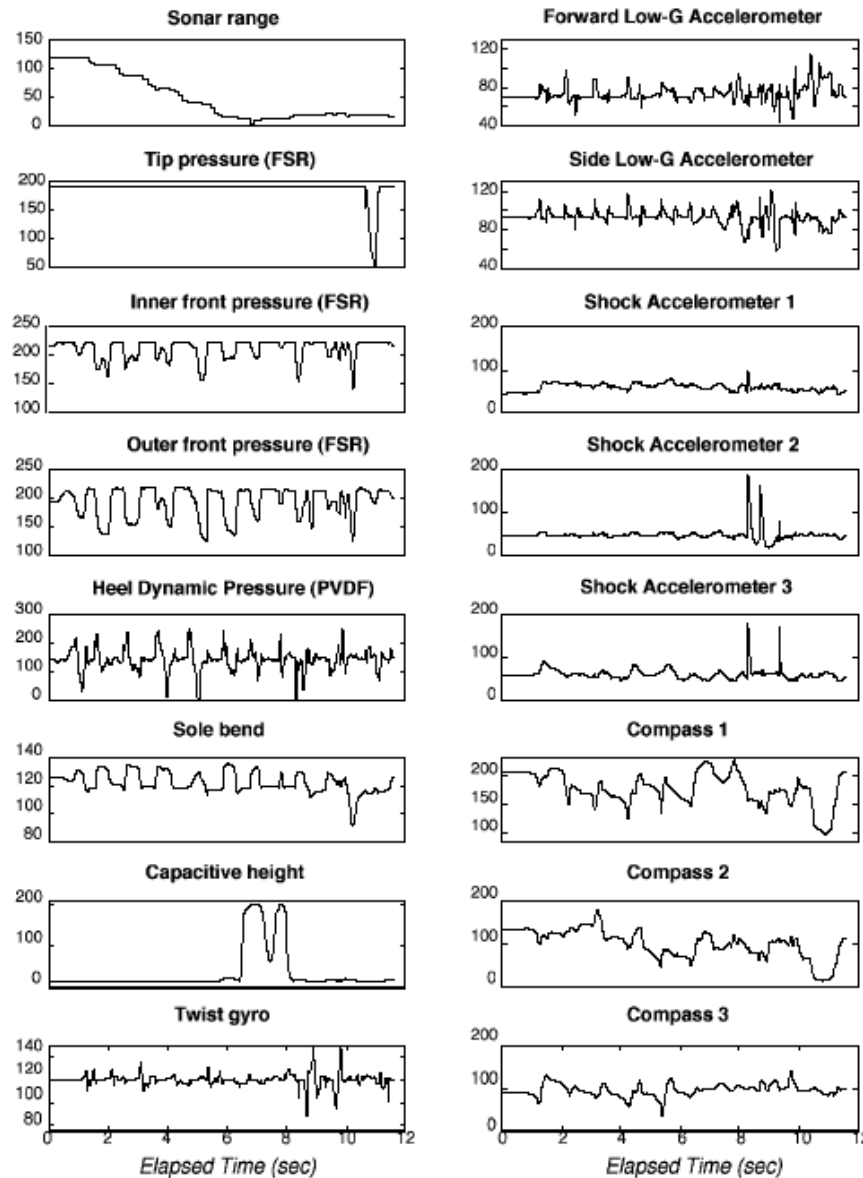 Sonar range
150
100
50
0
Tip pressure (FSR)
200
150
100
50
Inner front pressure (FSR)
250
200
150
100
Outer front pressure (FSR)
250
200
150
100
Heel Dynamic Pressure (PVDF)
300
200
100
0
Sole bend
140
120
100
80
Capacitive height
200
100
0
Twist gyro
140
120
100
80
0 2 4 6 8 10 12
Elapsed Time (sec)
Forward Low-G Accelerometer
120
80
40
Side Low-G Accelerometer
120
80
40
Shock Accelerometer 1
200
100
0
Shock Accelerometer 2
200
100
0
Shock Accelerometer 3
200
100
0
Compass 1
200
150
100
Compass 2
200
100
0
Compass 3
200
100
0
0 2 4 6 8 10 12
Elapsed Time (sec)